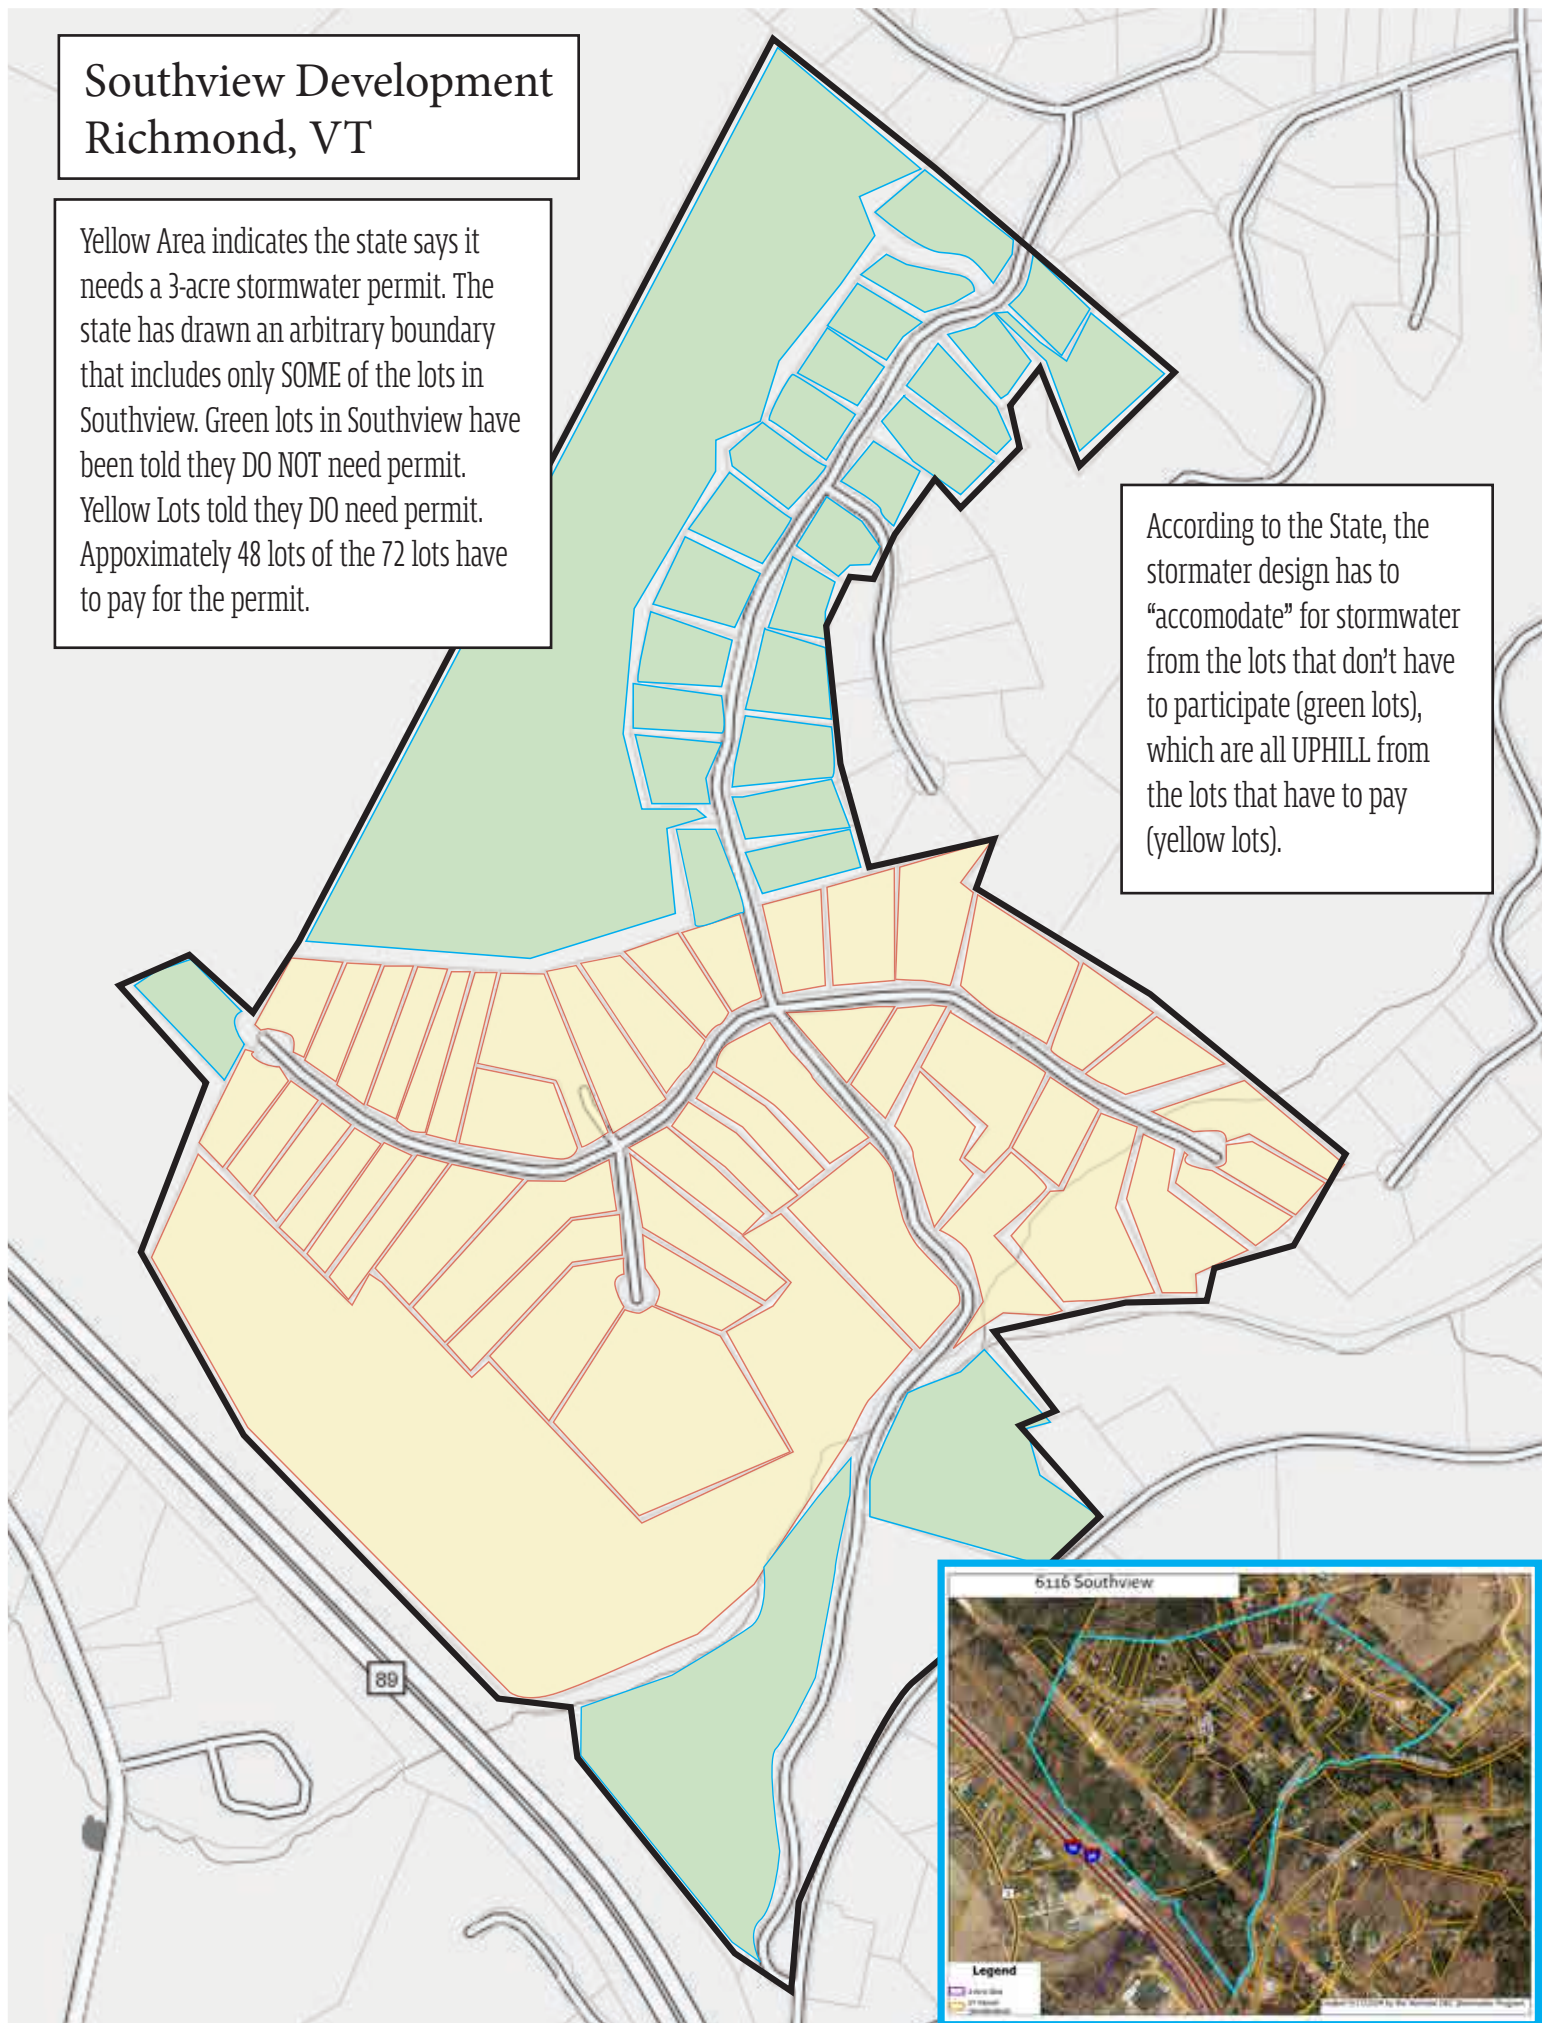 Southview Development
Richmond, VT
Yellow Area indicates the state says it
needs a 3-acre stormwater permit. The
state has drawn an arbitrary boundary
that includes only SOME of the lots in
Southview. Green lots in Southview have
been told they DO NOT need permit.
Yellow Lots told they DO need permit.
Appoximately 48 lots of the 72 lots have
to pay for the permit.
According to the State, the
stormater design has to
“accomodate” for stormwater
from the lots that don’t have
to participate (green lots),
which are all UPHILL from
the lots that have to pay
(yellow lots).
89
6116 Southview
Legend